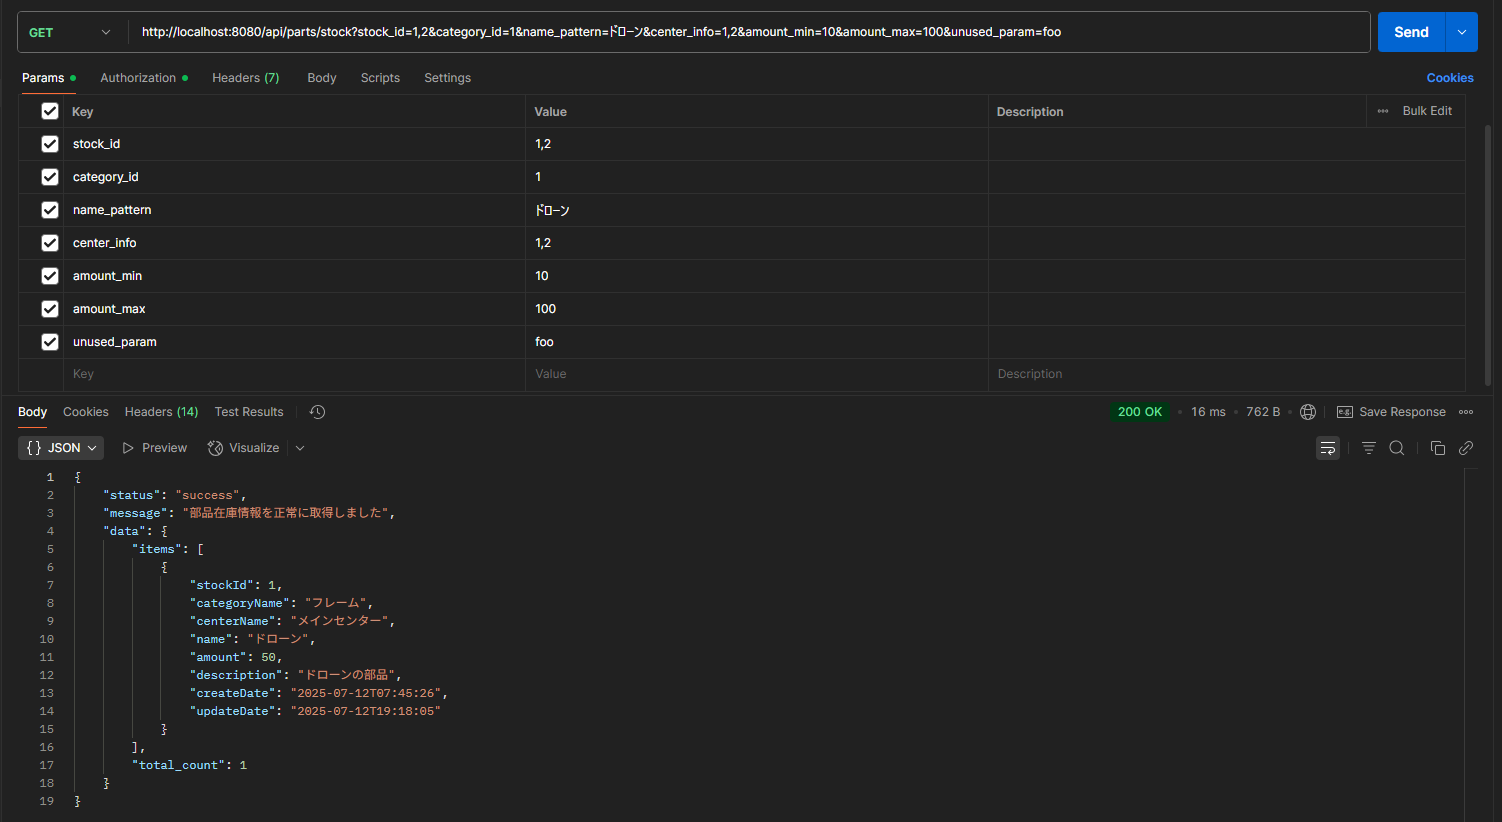 GET http://localhost:8080/api/parts/stock?stock_id=1,2&category_id=1&name_pattern=ドローン&center_info=1,2&amount_min=10&amount_max=100&unused_param=foo Send
Params Authorization Headers (7) Body Scripts Settings Cookies
Key Value Description Bulk Edit
stock_id 1,2
category_id 1
name_pattern ドローン
center_info 1,2
amount_min 10
amount_max 100
unused_param foo
Key Value Description
Body Cookies Headers (14) Test Results 200 OK 16 ms 762 B e.g. Save Response
{} JSON Preview Visualize
1 {
2 "status": "success",
3 "message": "部品在庫情報を正常に取得しました",
4 "data": {
5 "items": [
6 {
7 "stockId": 1,
8 "categoryName": "フレーム",
9 "centerName": "メインセンター",
10 "name": "ドローン",
11 "amount": 50,
12 "description": "ドローンの部品",
13 "createDate": "2025-07-12T07:45:26",
14 "updateDate": "2025-07-12T19:18:05"
15 }
16 ],
17 "total_count": 1
18 }
19 }